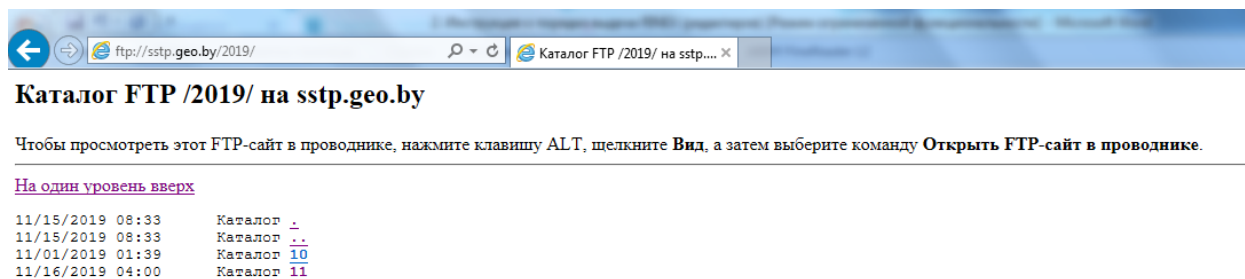 ftp://sstp.geo.by/2019/
Каталог FTP /2019/ на sstp.... ×
Каталог FTP /2019/ на sstp.geo.by
Чтобы просмотреть этот FTP-сайт в проводнике, нажмите клавишу ALT, щелкните Вид, а затем выберите команду Открыть FTP-сайт в проводнике.
На один уровень вверх
11/15/2019 08:33 Каталог .
11/15/2019 08:33 Каталог ..
11/01/2019 01:39 Каталог 10
11/16/2019 04:00 Каталог 11